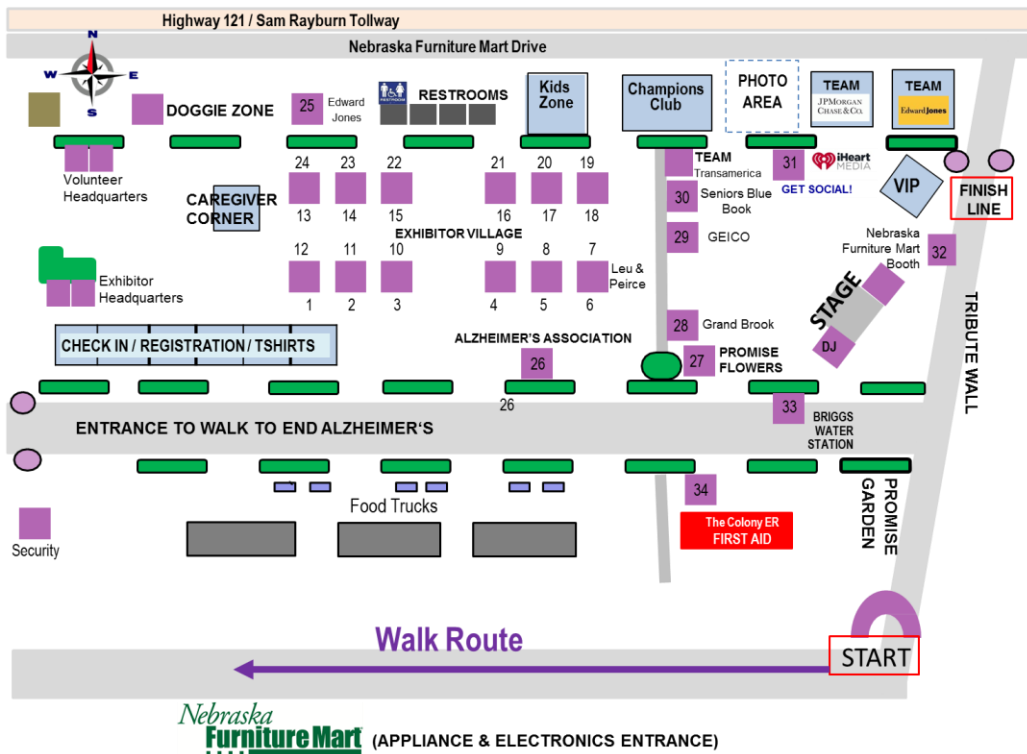 Highway 121 / Sam Rayburn Tollway
Nebraska Furniture Mart Drive
N
W
E
S
DOGGIE ZONE
25
Edward
Jones
RESTROOM
RESTROOMS
Kids
Zone
Champions
Club
PHOTO
AREA
TEAM
JPMORGAN
CHASE & CO.
TEAM
EdwardJones
Volunteer
Headquarters
24
23
22
21
20
19
TEAM
Transamerica
31
iHeart
MEDIA
GET SOCIAL!
VIP
FINISH
LINE
CAREGIVER
CORNER
13
14
15
16
17
18
30
Seniors Blue
Book
EXHIBITOR VILLAGE
29
GEICO
Nebraska
Furniture Mart
Booth
32
12
11
10
9
8
7
Leu &
Peirce
Exhibitor
Headquarters
1
2
3
4
5
6
STAGE
DJ
TRIBUTE WALL
28
Grand Brook
CHECK IN / REGISTRATION/ TSHIRTS
ALZHEIMER'S ASSOCIATION
26
27
PROMISE
FLOWERS
26
33
BRIGGS
WATER
STATION
ENTRANCE TO WALK TO END ALZHEIMER‘S
PROMISE
GARDEN
34
Food Trucks
The Colony ER
FIRST AID
Security
Walk Route
START
Nebraska
Furniture Mart
(APPLIANCE & ELECTRONICS ENTRANCE)